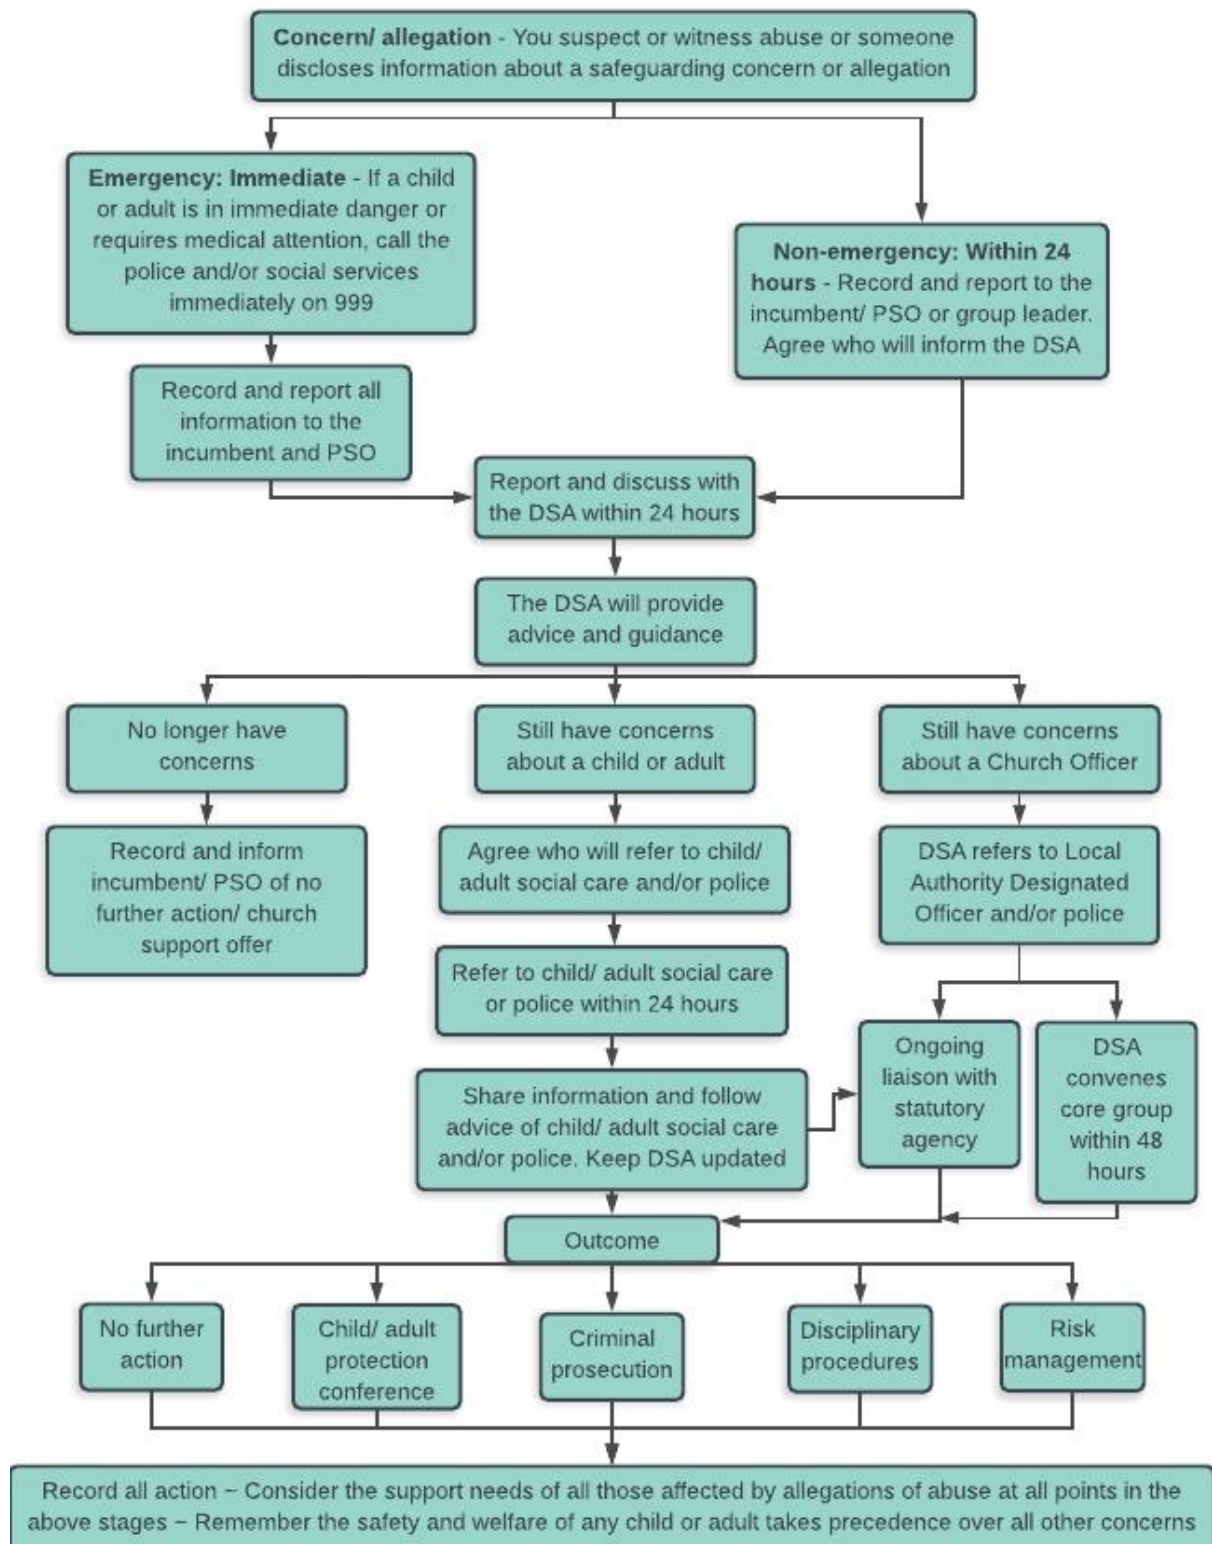 Concern/ allegation - You suspect or witness abuse or someone
discloses information about a safeguarding concern or allegation
Emergency: Immediate - If a child
or adult is in immediate danger or
requires medical attention, call the
police and/or social services
immediately on 999
Non-emergency: Within 24
hours - Record and report to the
incumbent/ PSO or group leader.
Agree who will inform the DSA
Record and report all
information to the
incumbent and PSO
Report and discuss with
the DSA within 24 hours
The DSA will provide
advice and guidance
No longer have
concerns
Still have concerns
about a child or adult
Still have concerns
about a Church Officer
Record and inform
incumbent/ PSO of no
further action/ church
support offer
Agree who will refer to child/
adult social care and/or police
DSA refers to Local
Authority Designated
Officer and/or police
Refer to child/ adult social care
or police within 24 hours
Share information and follow
advice of child/ adult social care
and/or police. Keep DSA updated
Ongoing
liaison with
statutory
agency
DSA
convenes
core group
within 48
hours
Outcome
No further
action
Child/ adult
protection
conference
Criminal
prosecution
Disciplinary
procedures
Risk
management
Record all action − Consider the support needs of all those affected by allegations of abuse at all points in the
above stages − Remember the safety and welfare of any child or adult takes precedence over all other concerns